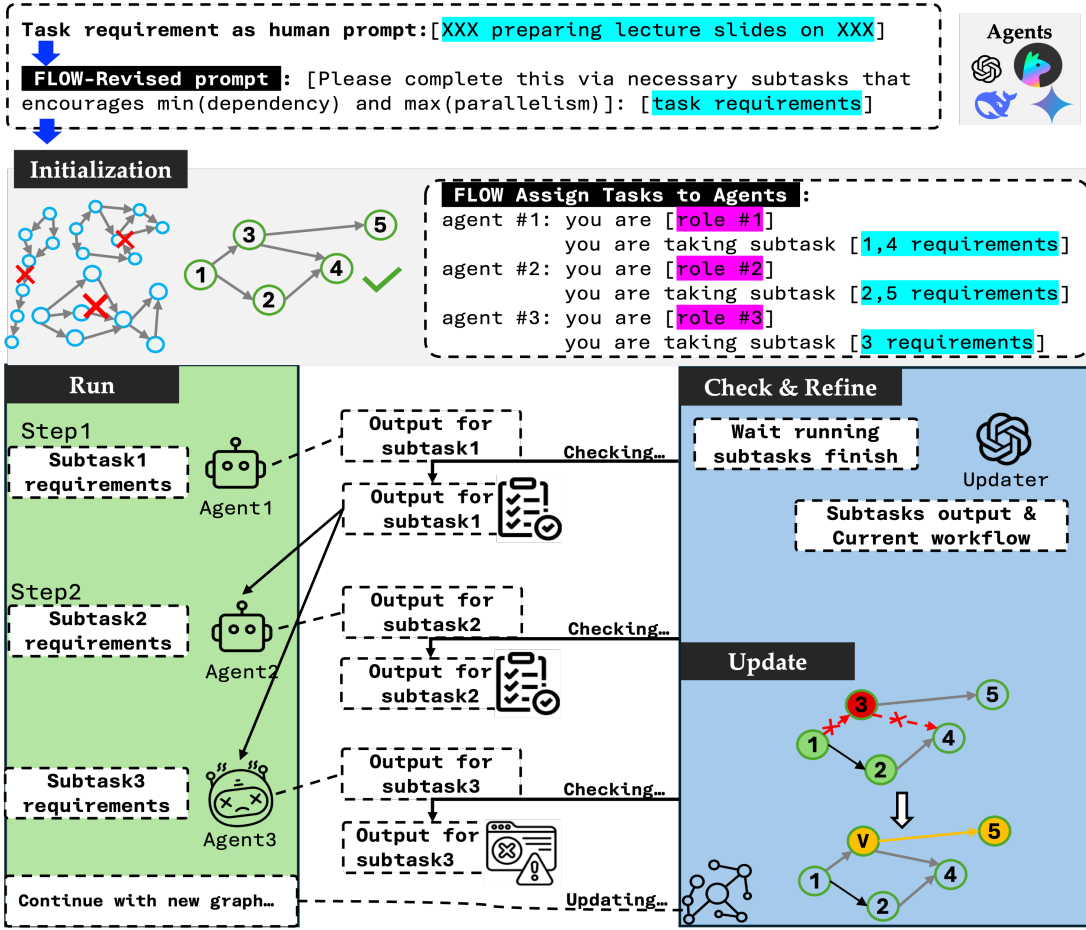 Task requirement as human prompt:[XXX preparing lecture slides on XXX]
FLOW-Revised prompt : [Please complete this via necessary subtasks that
encourages min(dependency) and max(parallelism)]: [task requirements]
Agents
Initialization
1
3
2
4
5
FLOW Assign Tasks to Agents :
agent #1: you are [role #1]
you are taking subtask [1,4 requirements]
agent #2: you are [role #2]
you are taking subtask [2,5 requirements]
agent #3: you are [role #3]
you are taking subtask [3 requirements]
Run
Step1
Subtask1
requirements
Agent1
Step2
Subtask2
requirements
Agent2
Subtask3
requirements
Agent3
Continue with new graph…
Output for
subtask1
Checking…
Output for
subtask1
Output for
subtask2
Checking…
Output for
subtask2
Output for
subtask3
Checking…
Output for
subtask3
Updating…
Check & Refine
Wait running
subtasks finish
Updater
Subtasks output &
Current workflow
Update
3
5
1
4
2
V
5
1
4
2